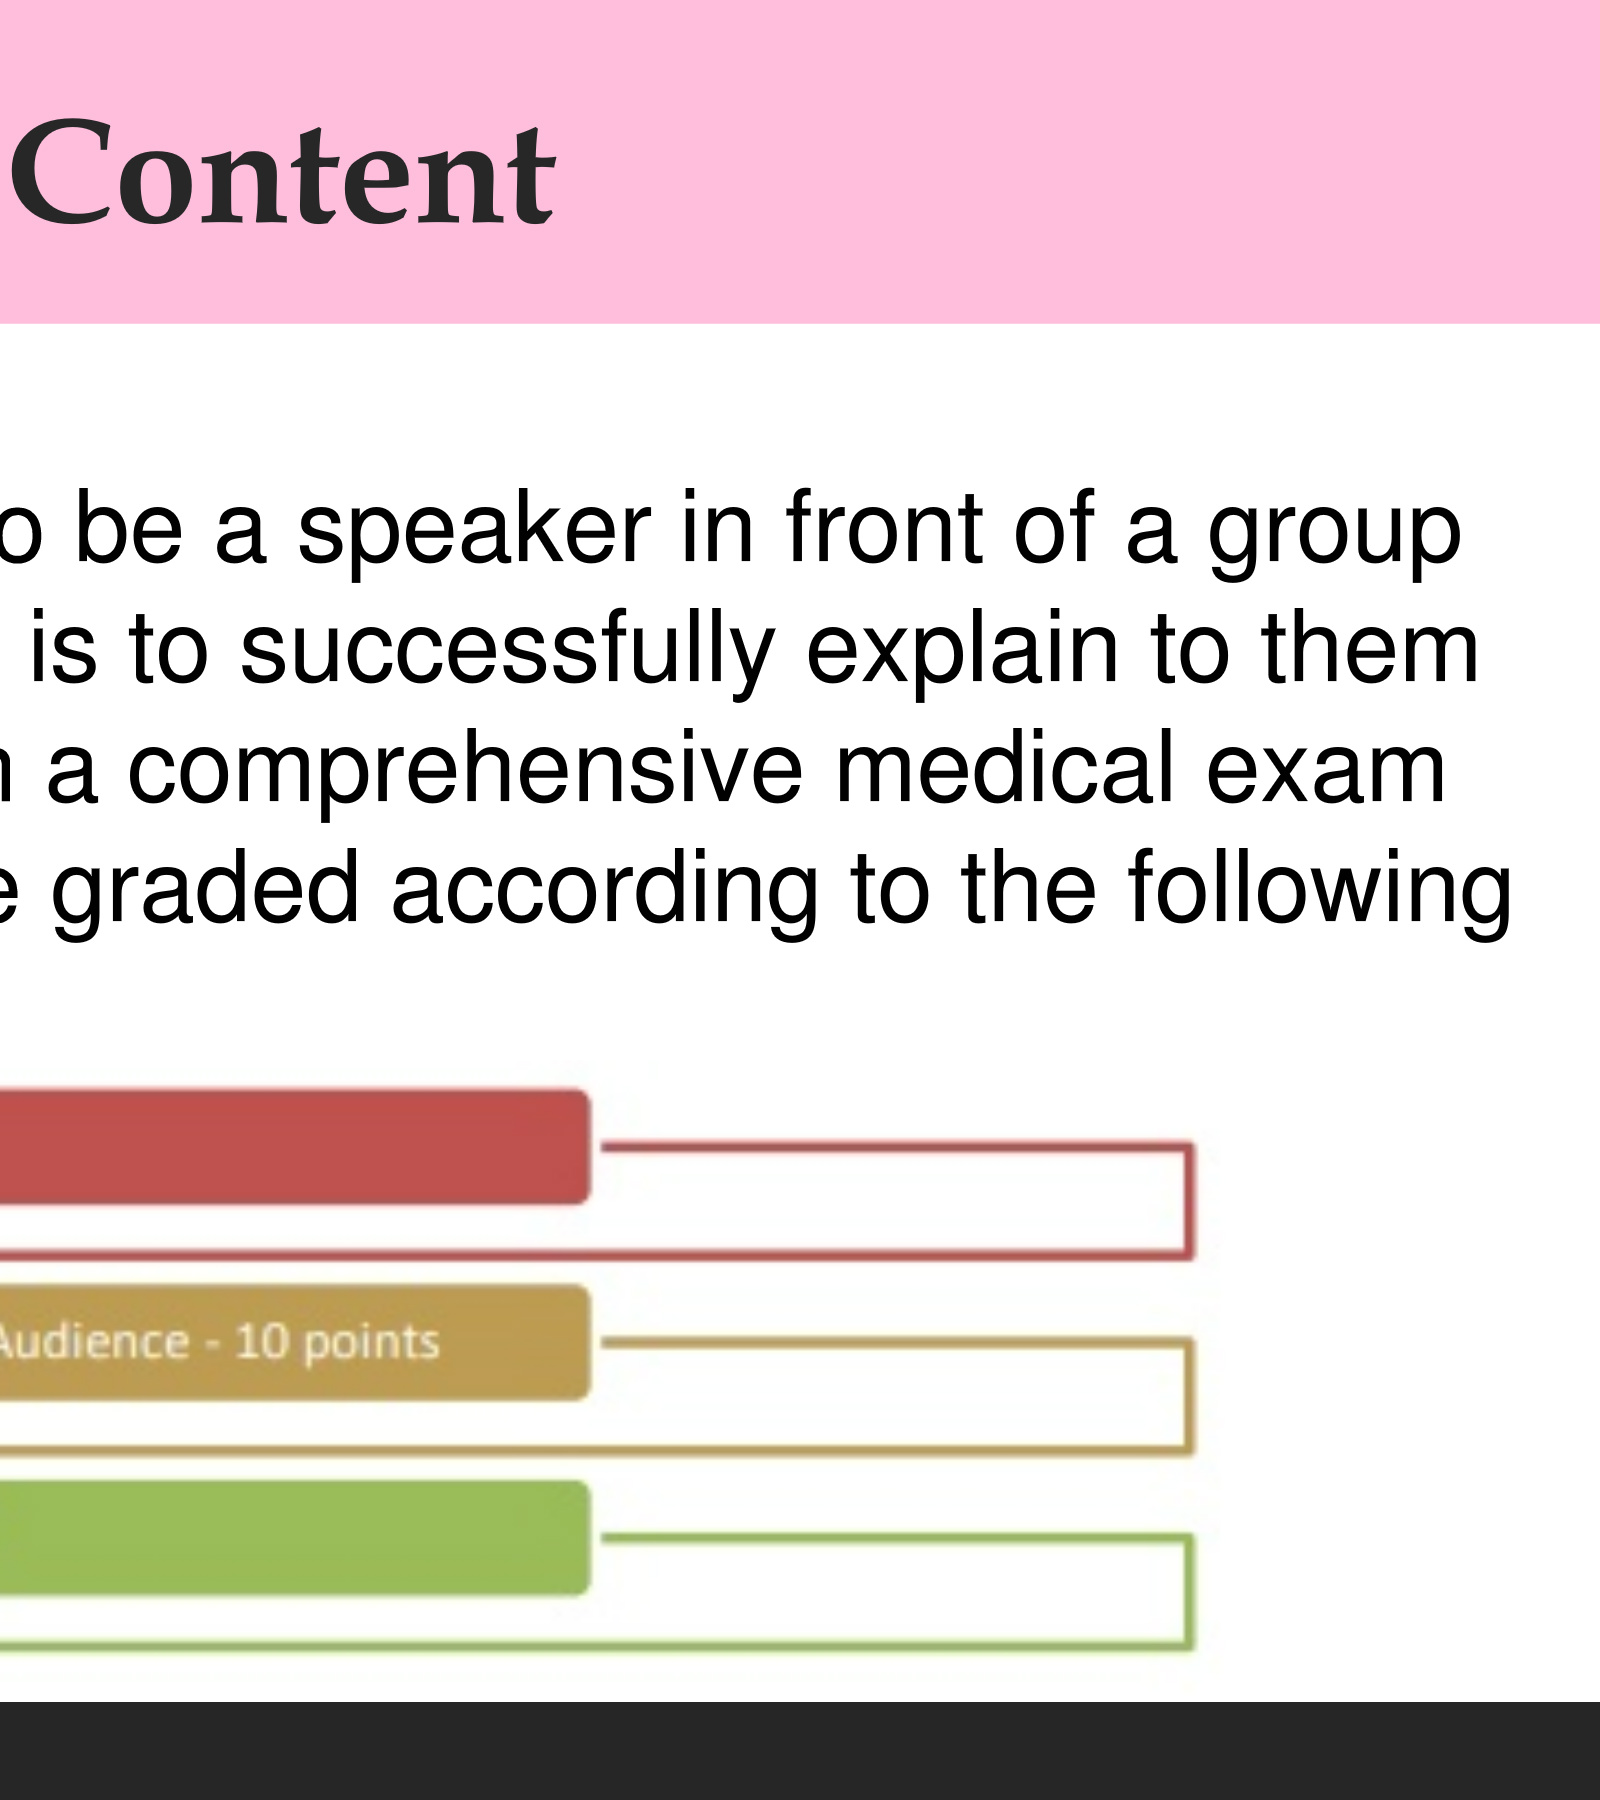 Content
o be a speaker in front of a group
is to successfully explain to them
a comprehensive medical exam
e graded according to the following
Audience - 10 points